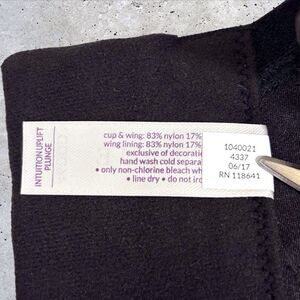 INTUITION UPLIFT
PLUNGE
cup & wing: 83% nylon 17%
wing lining: 83% nylon 17%
exclusive of decorati
hand wash cold separa
• only non-chlorine bleach wh
• line dry • do not iro
1040021
4337
06/17
RN 118641